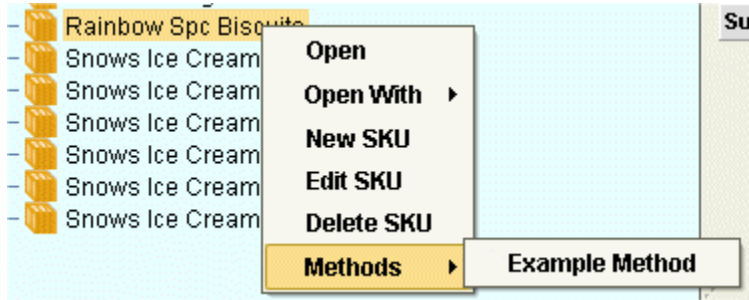 Rainbow Spc Biscuits
Su
Snows Ice Cream
Open
Snows Ice Cream
Open With
Snows Ice Cream
New SKU
Snows Ice Cream
Edit SKU
Snows Ice Cream
Delete SKU
Snows Ice Cream
Methods
Example Method